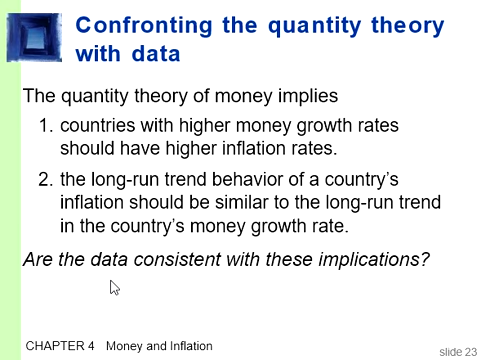 Confronting the quantity theory
with data
The quantity theory of money implies
1. countries with higher money growth rates
should have higher inflation rates.
2. the long-run trend behavior of a country’s
inflation should be similar to the long-run trend
in the country’s money growth rate.
Are the data consistent with these implications?
CHAPTER 4 Money and Inflation
slide 23